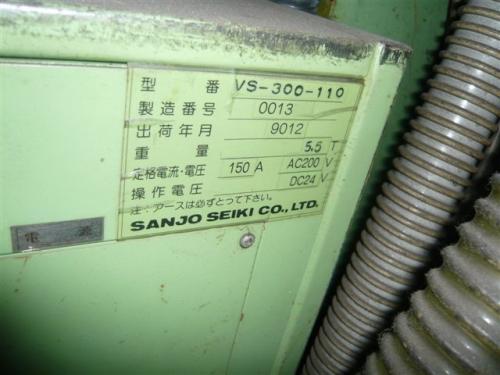 型番 VS-300-110
製造番号 0013
出荷年月 9012
重量 5.5 T
定格電流・電圧 150 A AC200 V
操作電圧 DC24 V
注:アースは必ずとって下さい。
SANJO SEIKI CO., LTD.
電源